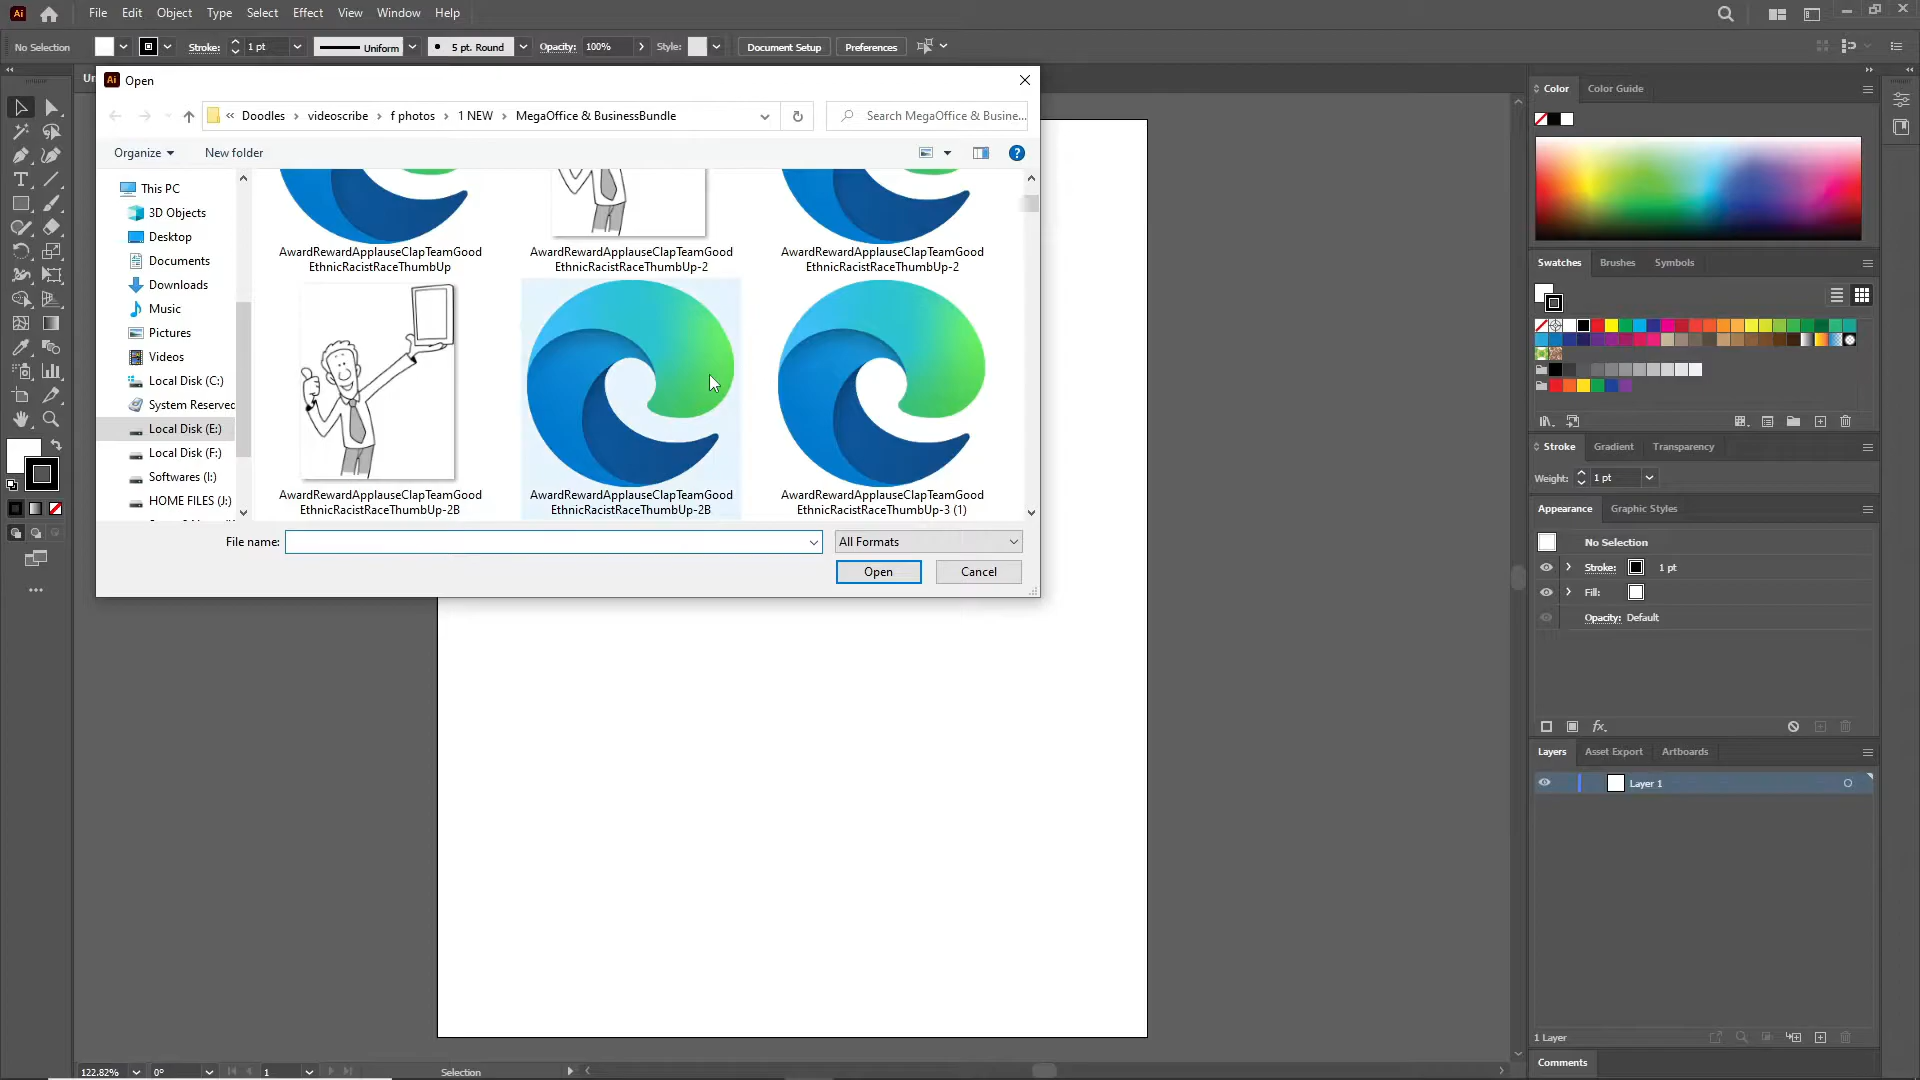 Ai
File Edit Object Type Select Effect View Window Help
No Selection
Stroke: 1 pt Uniform 5 pt. Round Opacity: 100% Style: Document Setup Preferences
Ai Open
Doodles videoscribe f photos 1 NEW MegaOffice & BusinessBundle
Search MegaOffice & Busine...
Organize New folder
This PC
3D Objects
Desktop
Documents
Downloads
Music
Pictures
Videos
Local Disk (C:)
System Reserved
Local Disk (E:)
Local Disk (F:)
Softwares (I:)
HOME FILES (J:)
AwardRewardApplauseClapTeamGood
EthnicRacistRaceThumbUp
AwardRewardApplauseClapTeamGood
EthnicRacistRaceThumbUp-2
AwardRewardApplauseClapTeamGood
EthnicRacistRaceThumbUp-2
AwardRewardApplauseClapTeamGood
EthnicRacistRaceThumbUp-2B
AwardRewardApplauseClapTeamGood
EthnicRacistRaceThumbUp-2B
AwardRewardApplauseClapTeamGood
EthnicRacistRaceThumbUp-3 (1)
File name:
All Formats
Open Cancel
Color Color Guide
Swatches Brushes Symbols
Stroke Gradient Transparency
Weight: 1 pt
Appearance Graphic Styles
No Selection
Stroke: 1 pt
Fill:
Opacity: Default
fx
Layers Asset Export Artboards
Layer 1
1 Layer
Comments
122.82% 0° 1 Selection